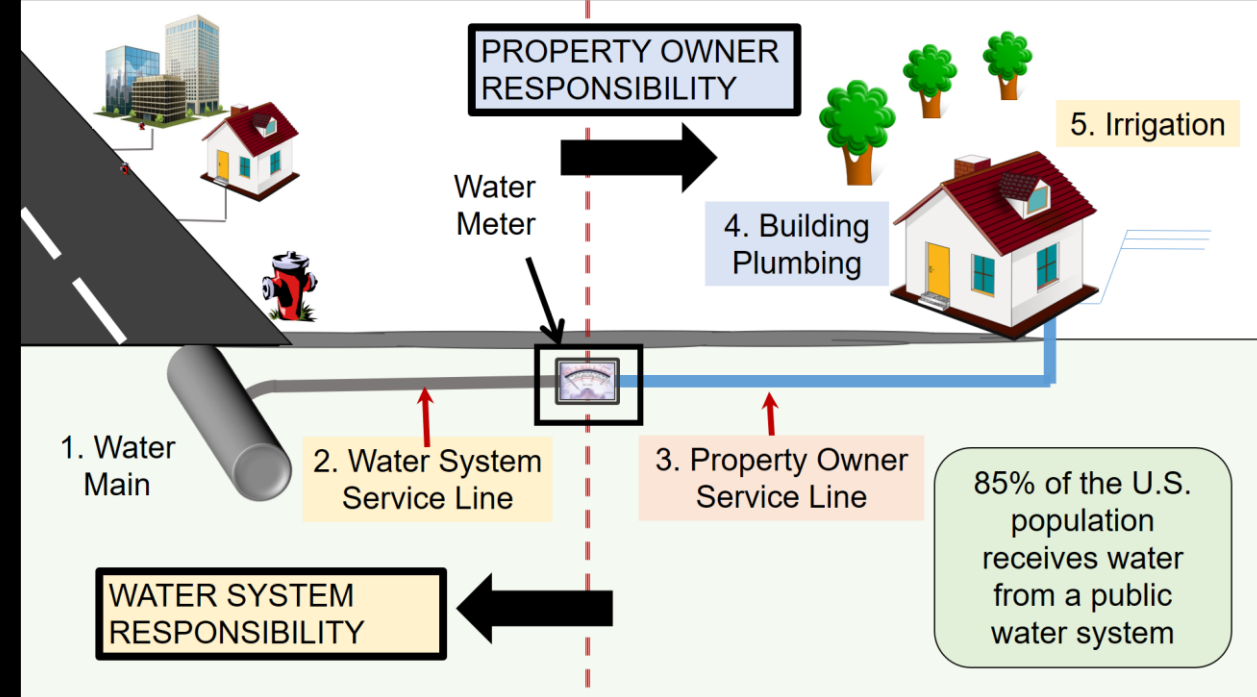 PROPERTY OWNER
RESPONSIBILITY
5. Irrigation
Water
Meter
4. Building
Plumbing
1. Water
Main
2. Water System
Service Line
3. Property Owner
Service Line
85% of the U.S.
population
receives water
from a public
water system
WATER SYSTEM
RESPONSIBILITY